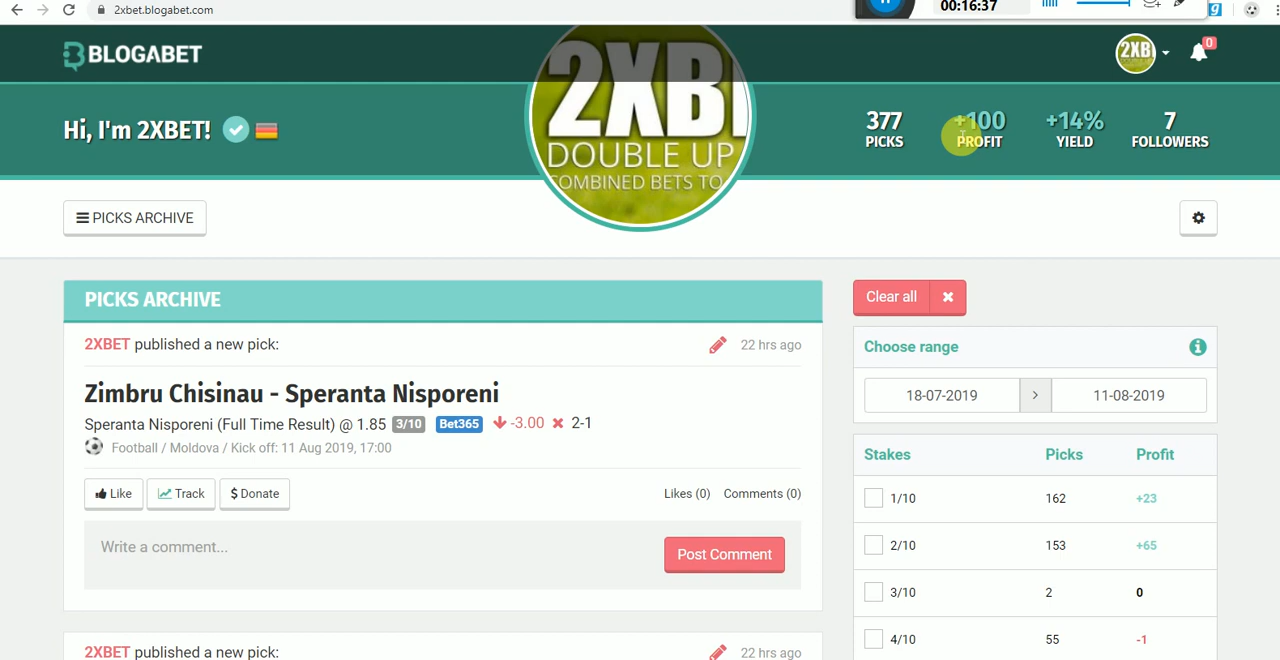 2xbet.blogabet.com
00:16:37
BLOGABET
2XB
0
Hi, I'm 2XBET!
2XB
DOUBLE UP
COMBINED BETS TO
377
PICKS
+100
PROFIT
+14%
YIELD
7
FOLLOWERS
PICKS ARCHIVE
PICKS ARCHIVE
2XBET published a new pick:
22 hrs ago
Zimbru Chisinau - Speranta Nisporeni
Speranta Nisporeni (Full Time Result) @ 1.85 3/10 Bet365 -3.00 2-1
Football / Moldova / Kick off: 11 Aug 2019, 17:00
Like Track $ Donate
Likes (0) Comments (0)
Write a comment...
Post Comment
2XBET published a new pick:
22 hrs ago
Clear all
Choose range
18-07-2019 > 11-08-2019
Stakes Picks Profit
1/10 162 +23
2/10 153 +65
3/10 2 0
4/10 55 -1